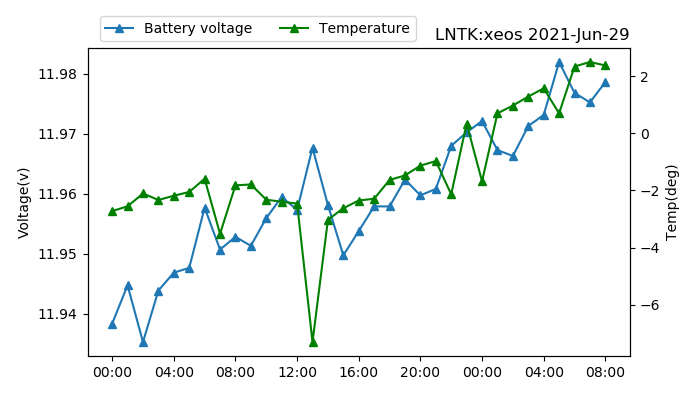 Battery voltage Temperature
LNTK:xeos 2021-Jun-29
11.98
11.97
11.96
11.95
11.94
Voltage(v)
2
0
−2
−4
−6
Temp(deg)
00:00 04:00 08:00 12:00 16:00 20:00 00:00 04:00 08:00